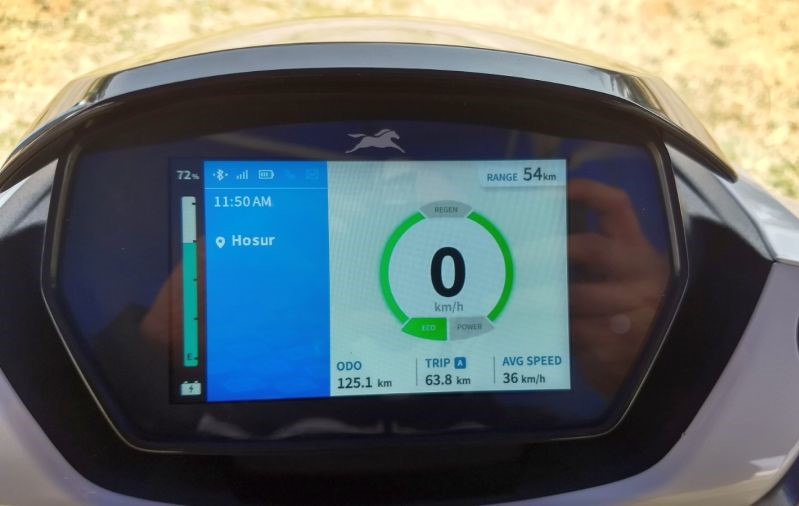 72%
11:50 AM
Hosur
E
RANGE 54km
REGEN
0
km/h
ECO POWER
ODO
125.1 km
TRIP A
63.8 km
AVG SPEED
36 km/h